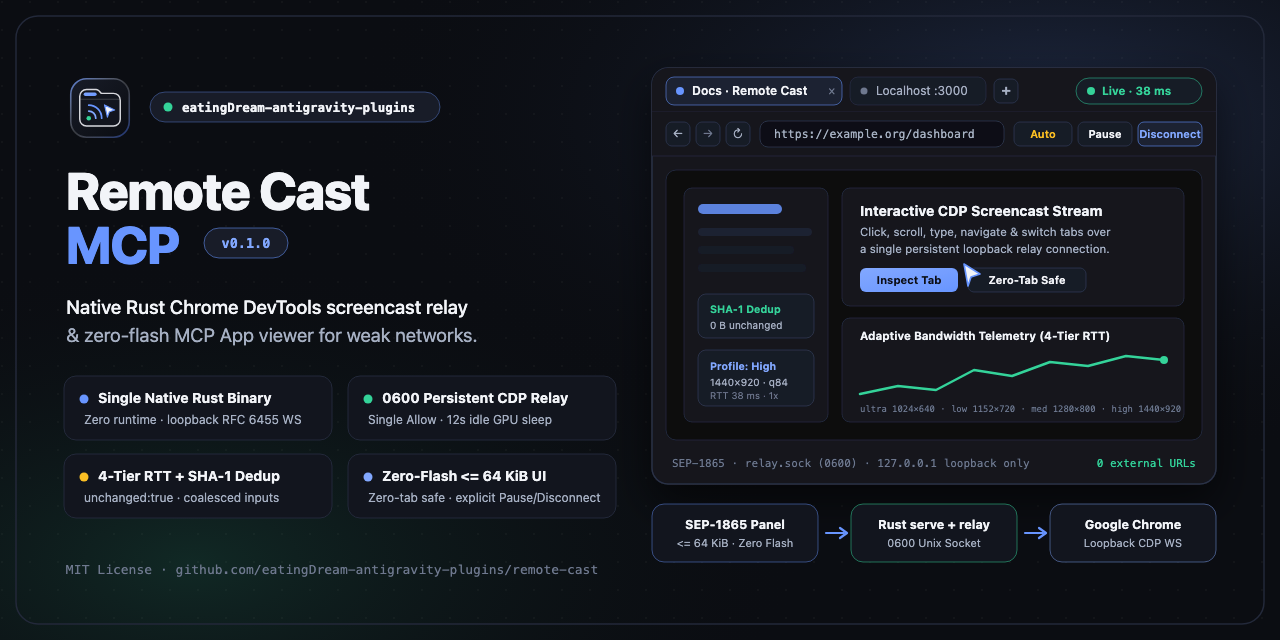 eatingDream-antigravity-plugins
Remote Cast
MCP
v0.1.0
Native Rust Chrome DevTools screencast relay
& zero-flash MCP App viewer for weak networks.
Single Native Rust Binary
Zero runtime · loopback RFC 6455 WS
0600 Persistent CDP Relay
Single Allow · 12s idle GPU sleep
4-Tier RTT + SHA-1 Dedup
unchanged:true · coalesced inputs
Zero-Flash <= 64 KiB UI
Zero-tab safe · explicit Pause/Disconnect
MIT License · github.com/eatingDream-antigravity-plugins/remote-cast
Docs · Remote Cast ×
Localhost :3000
+
Live · 38 ms
← → ↻
https://example.org/dashboard
Auto
Pause
Disconnect
SHA-1 Dedup
0 B unchanged
Profile: High
1440×920 · q84
RTT 38 ms · 1x
Interactive CDP Screencast Stream
Click, scroll, type, navigate & switch tabs over
a single persistent loopback relay connection.
Inspect Tab
Zero-Tab Safe
Adaptive Bandwidth Telemetry (4-Tier RTT)
ultra 1024×640 · low 1152×720 · med 1280×800 · high 1440×920
SEP-1865 · relay.sock (0600) · 127.0.0.1 loopback only
0 external URLs
SEP-1865 Panel
<= 64 KiB · Zero Flash
Rust serve + relay
0600 Unix Socket
Google Chrome
Loopback CDP WS